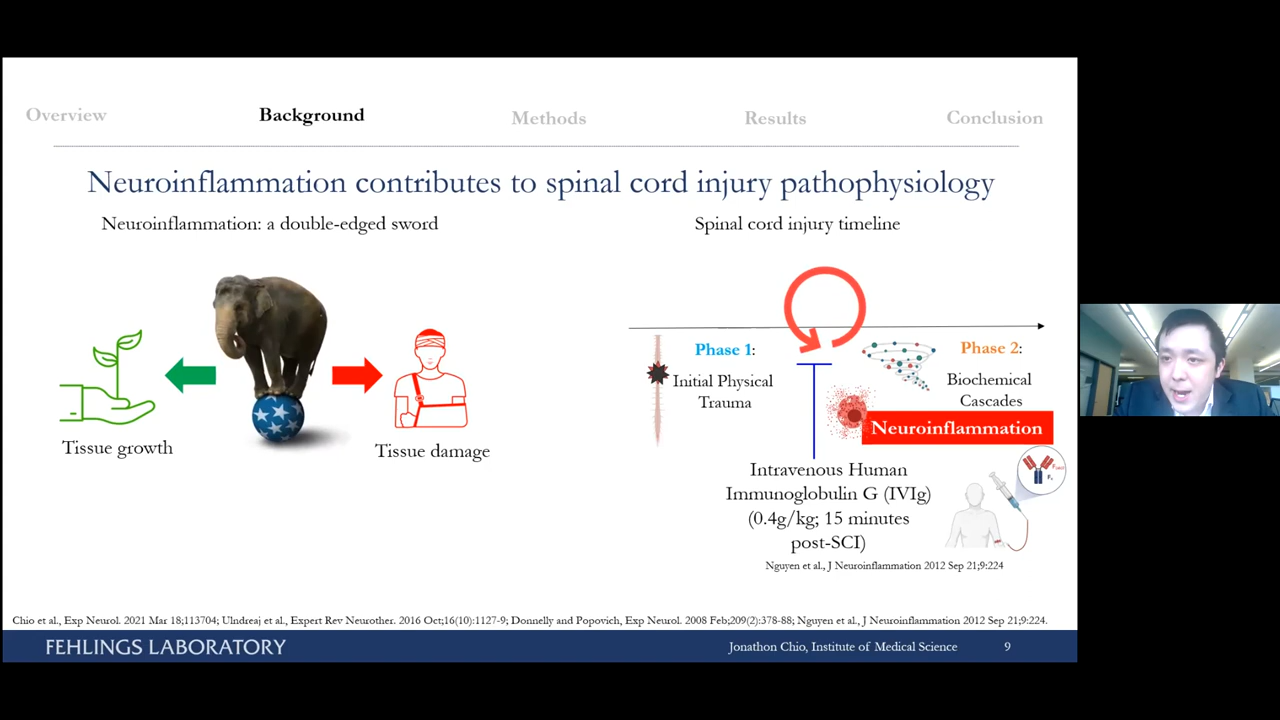 Overview
Background
Methods
Results
Conclusion
Neuroinflammation contributes to spinal cord injury pathophysiology
Neuroinflammation: a double-edged sword
Tissue growth
Tissue damage
Spinal cord injury timeline
Phase 1:
Initial Physical
Trauma
Phase 2:
Biochemical
Cascades
Neuroinflammation
Intravenous Human
Immunoglobulin G (IVIg)
(0.4g/kg; 15 minutes
post-SCI)
Nguyen et al., J Neuroinflammation 2012 Sep 21;9:224
Chio et al., Exp Neurol. 2021 Mar 18;113704; Ulndreaj et al., Expert Rev Neurother. 2016 Oct;16(10):1127-9; Donnelly and Popovich, Exp Neurol. 2008 Feb;209(2):378-88; Nguyen et al., J Neuroinflammation 2012 Sep 21;9:224.
FEHLINGS LABORATORY
Jonathon Chio, Institute of Medical Science
9